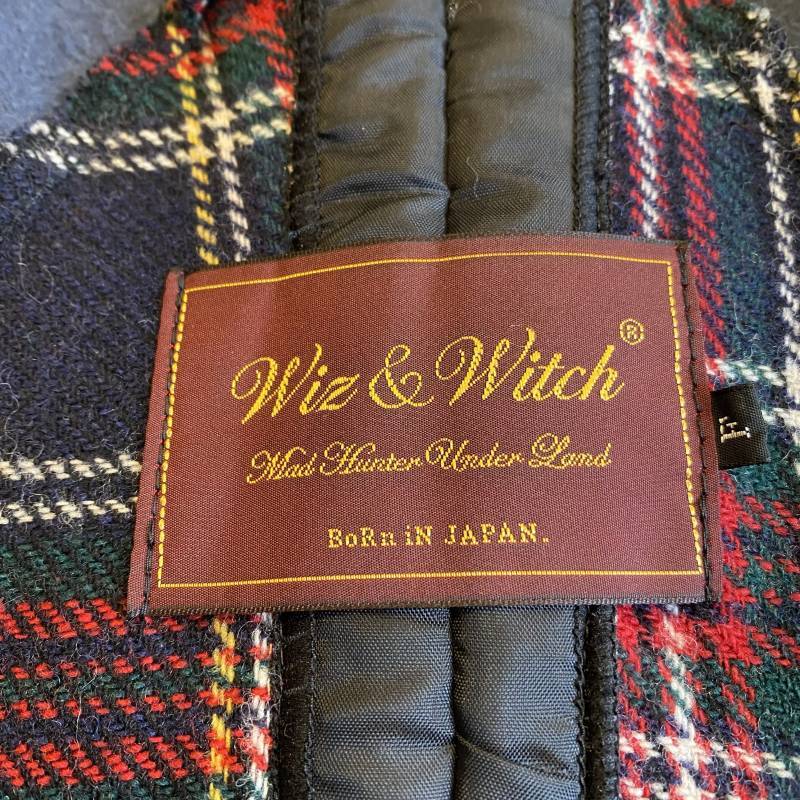 Wiz & Witch®
Mad Hunter Under Land
BoRn iN JAPAN.